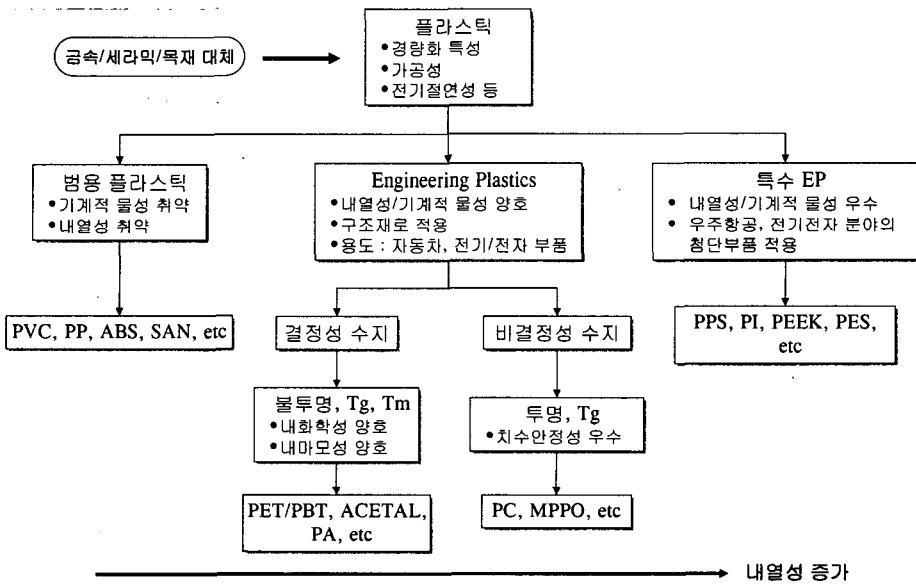 플라스틱
•경량화 특성
•가공성
•전기절연성 등
금속/세라믹/목재 대체
범용 플라스틱
•기계적 물성 취약
•내열성 취약
Engineering Plastics
•내열성/기계적 물성 양호
•구조재로 적용
•용도 : 자동차, 전기/전자 부품
특수 EP
• 내열성/기계적 물성 우수
• 우주항공, 전기전자 분야의
첨단부품 적용
PVC, PP, ABS, SAN, etc
결정성 수지
비결정성 수지
PPS, PI, PEEK, PES,
etc
불투명, Tg, Tm
•내화학성 양호
•내마모성 양호
투명, Tg
•치수안정성 우수
PET/PBT, ACETAL,
PA, etc
PC, MPPO, etc
내열성 증가